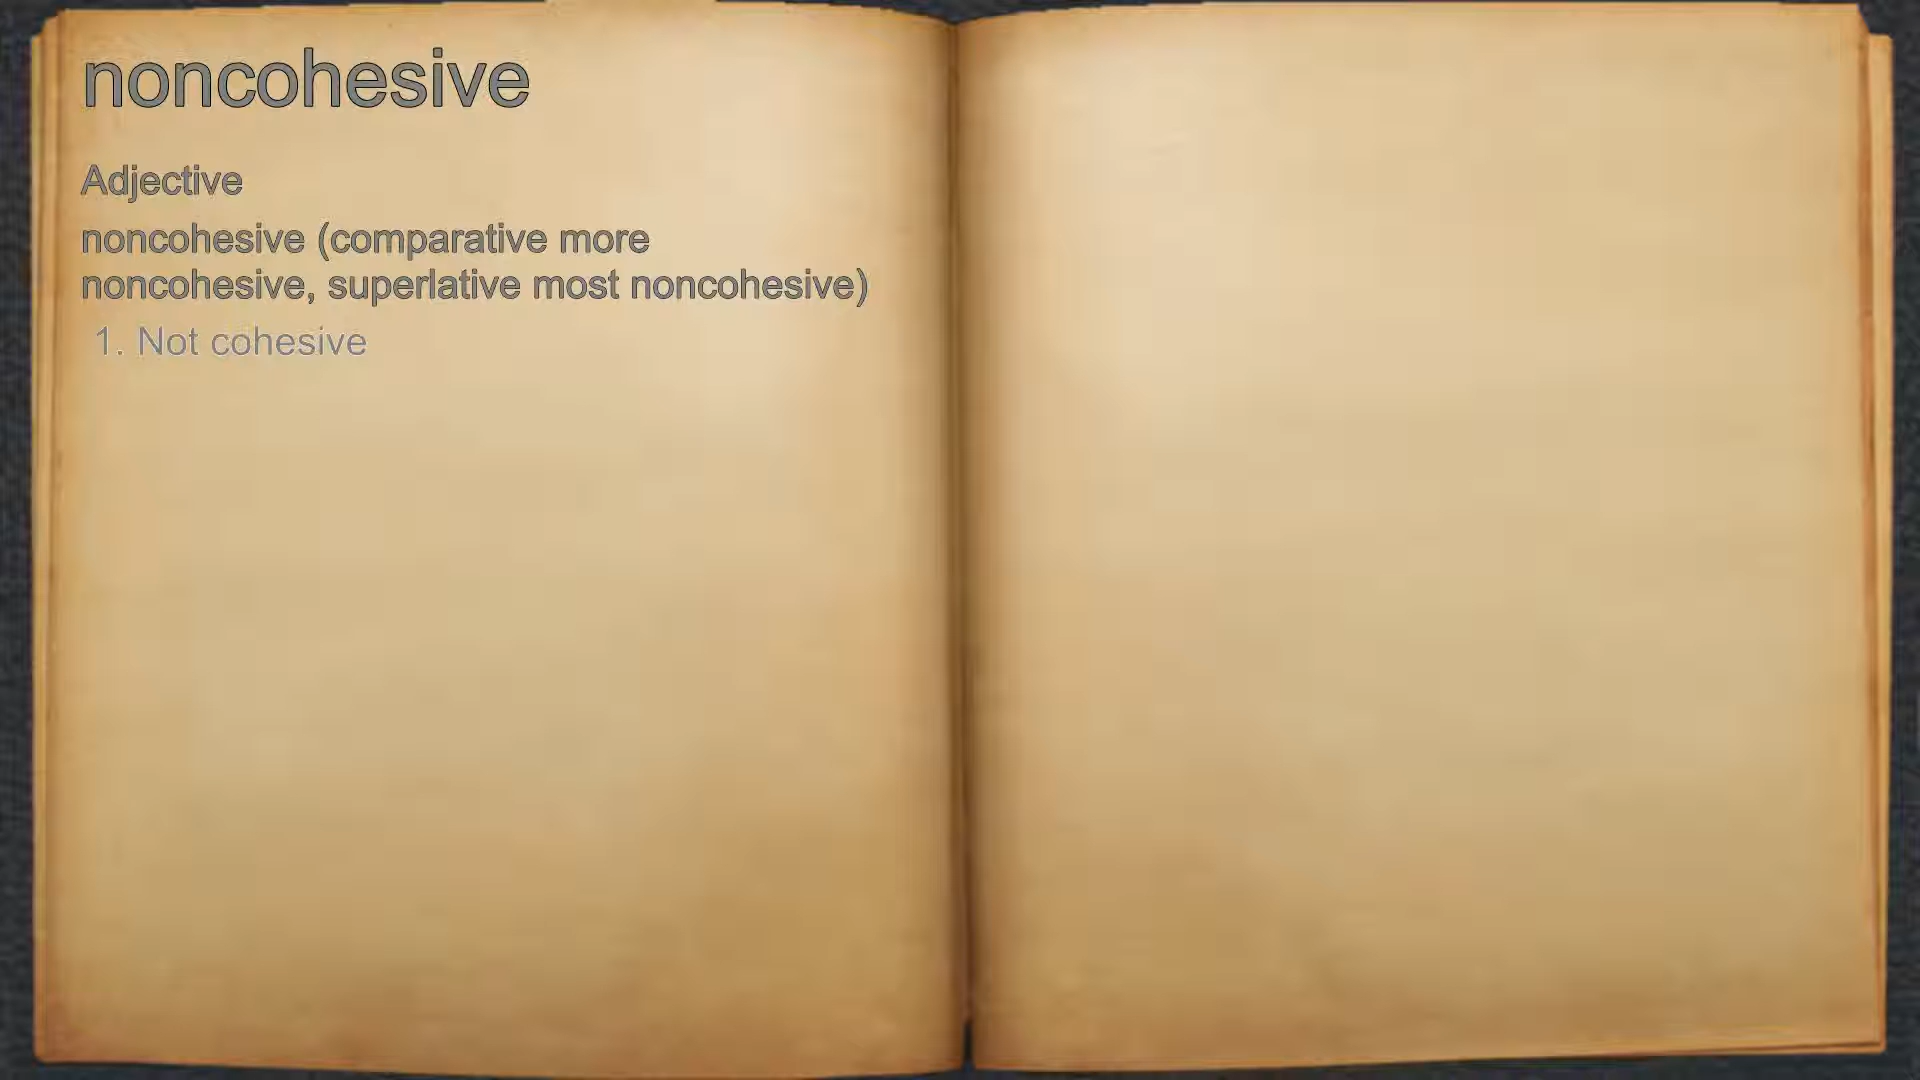 noncohesive
Adjective
noncohesive (comparative more
noncohesive, superlative most noncohesive)
1. Not cohesive